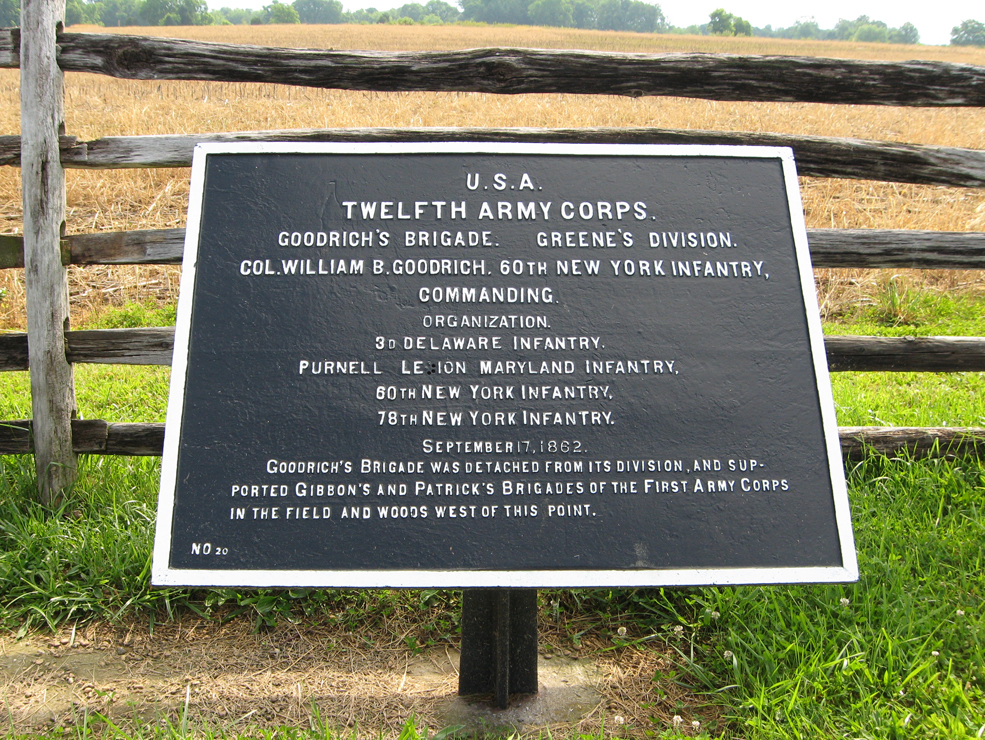 U.S.A.
TWELFTH ARMY CORPS.
GOODRICH'S BRIGADE. GREENE'S DIVISION.
COL. WILLIAM B. GOODRICH. 60TH NEW YORK INFANTRY,
COMMANDING.
ORGANIZATION.
3D DELAWARE INFANTRY.
PURNELL LEGION MARYLAND INFANTRY,
60TH NEW YORK INFANTRY,
78TH NEW YORK INFANTRY.
SEPTEMBER 17, 1862.
GOODRICH'S BRIGADE WAS DETACHED FROM ITS DIVISION, AND SUP-
PORTED GIBBON'S AND PATRICK'S BRIGADES OF THE FIRST ARMY CORPS
IN THE FIELD AND WOODS WEST OF THIS POINT.
NO 20